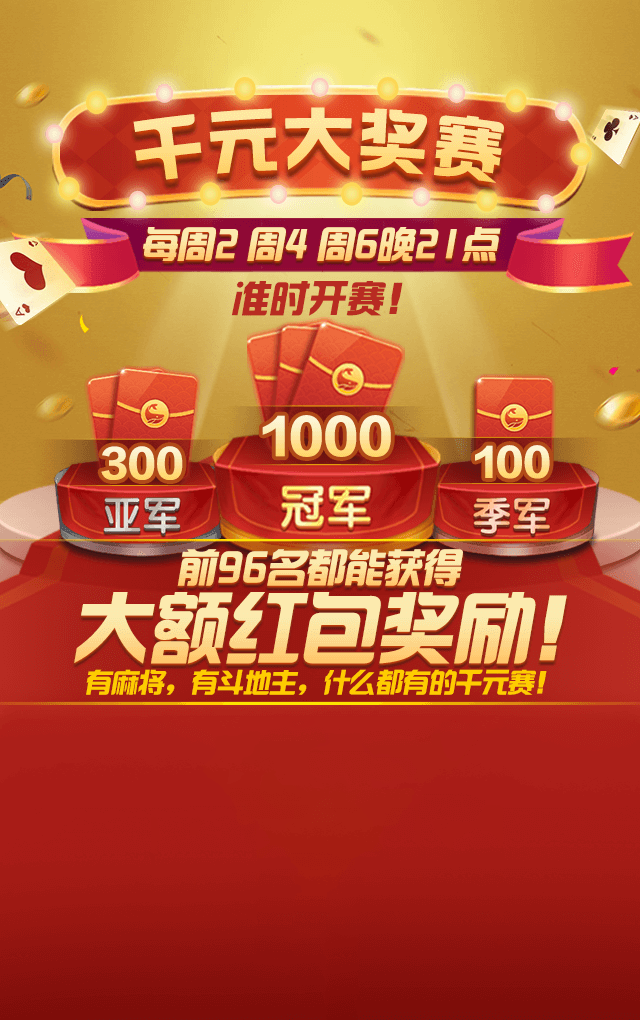 千元大奖赛
每周2 周4 周6晚21点
准时开赛！
1000
300
100
冠军
亚军
季军
前96名都能获得
大额红包奖励！
有麻将，有斗地主，什么都有的千元赛！